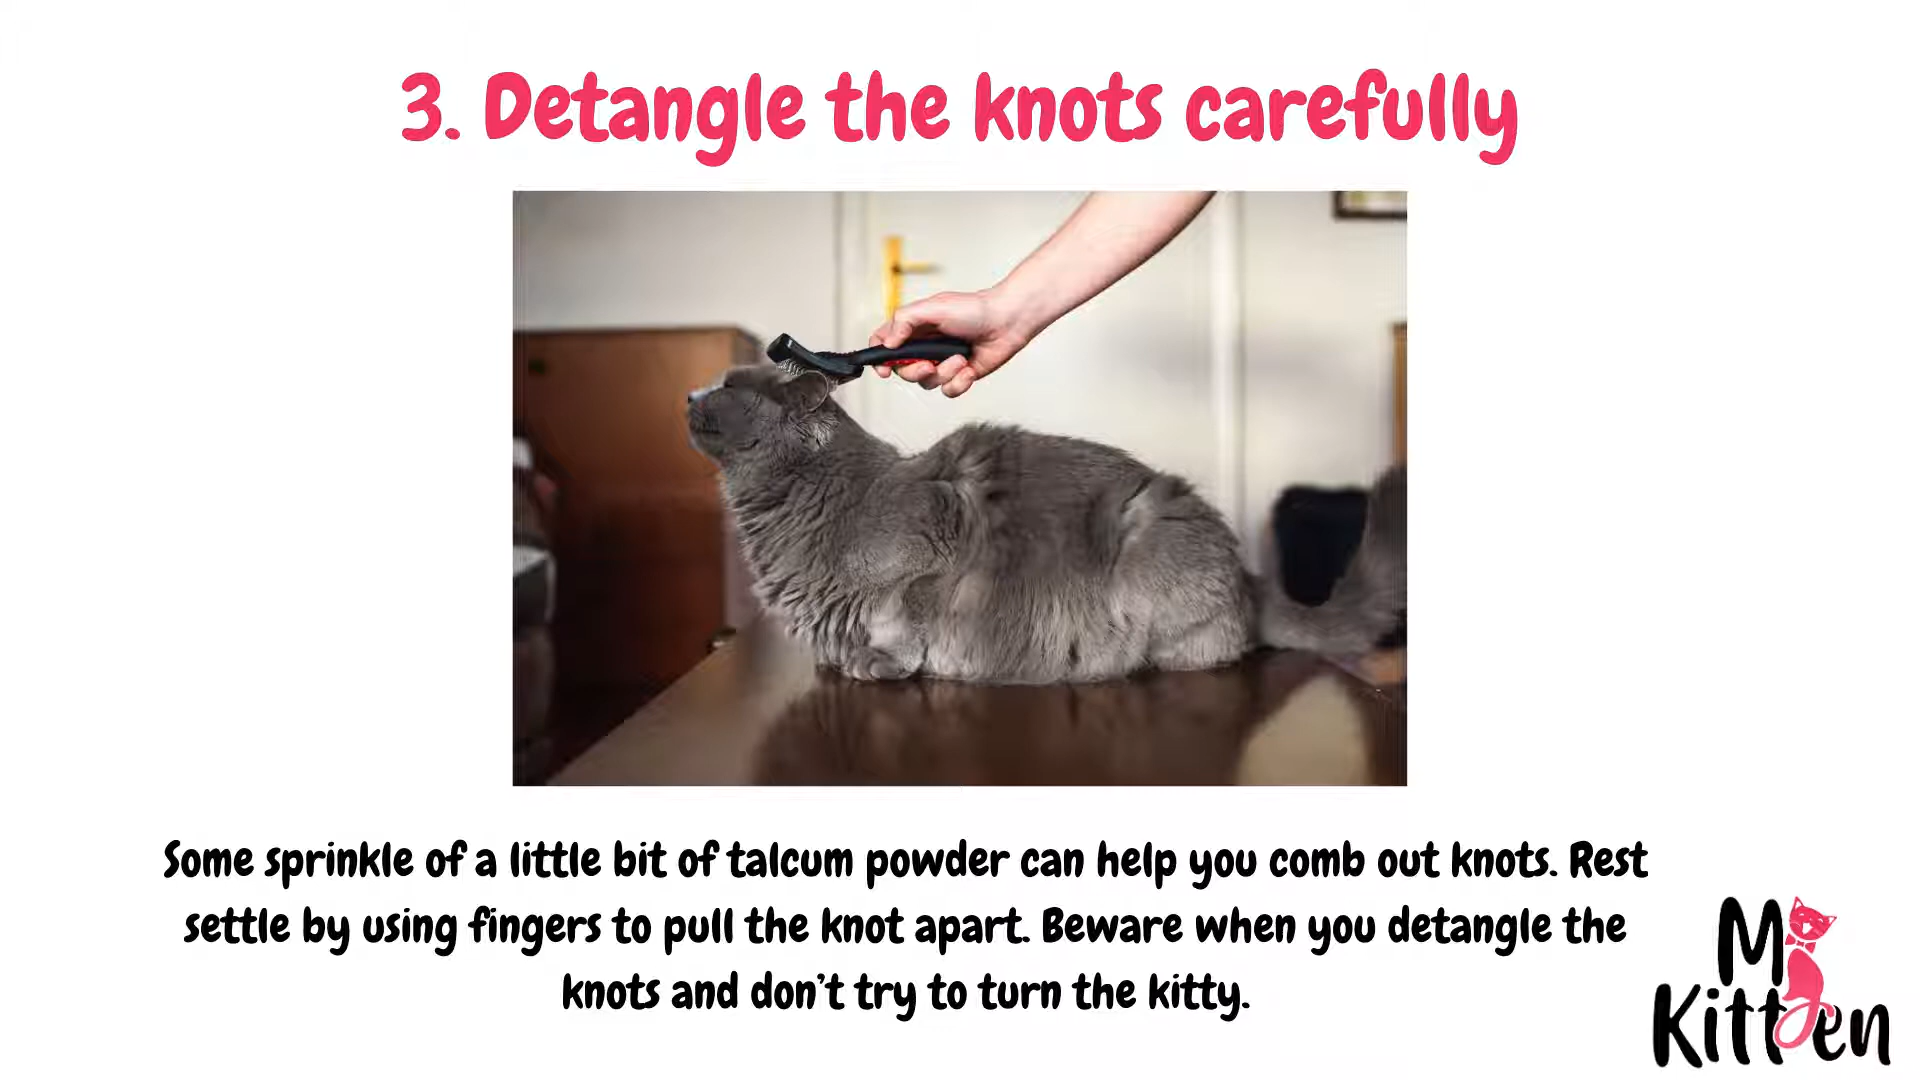 3. Detangle the knots carefully
Some sprinkle of a little bit of talcum powder can help you comb out knots. Rest
settle by using fingers to pull the knot apart. Beware when you detangle the
knots and don't try to turn the kitty.
My
Kitten